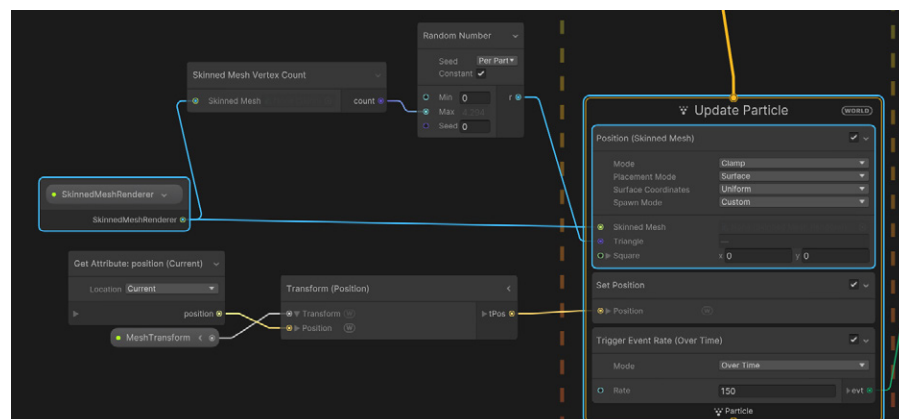 Random Number
Seed Per Part
Constant
Min 0
Max
Seed 0
r
Skinned Mesh Vertex Count
Skinned Mesh
count
SkinnedMeshRenderer
SkinnedMeshRenderer
Get Attribute: position (Current)
Location Current
position
MeshTransform
Transform (Position)
Transform
Position
tPos
Update Particle
WORLD
Position (Skinned Mesh)
Mode Clamp
Placement Mode Surface
Surface Coordinates Uniform
Spawn Mode Custom
Skinned Mesh
Triangle
Square x 0 y 0
Set Position
Position
Trigger Event Rate (Over Time)
Mode Over Time
Rate 150 evt
Particle